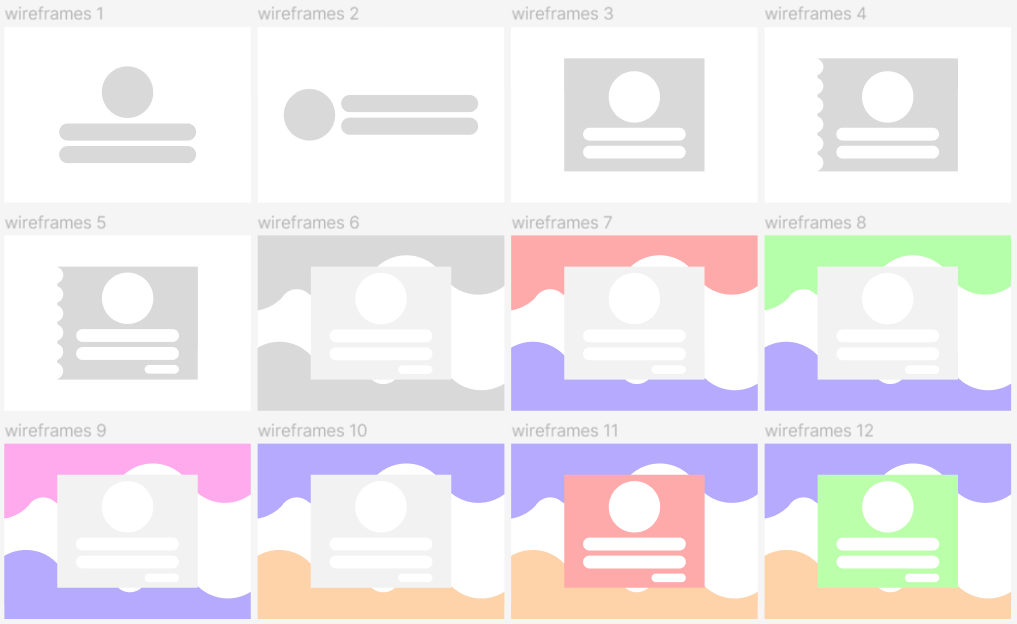 wireframes 1
wireframes 2
wireframes 3
wireframes 4
wireframes 5
wireframes 6
wireframes 7
wireframes 8
wireframes 9
wireframes 10
wireframes 11
wireframes 12